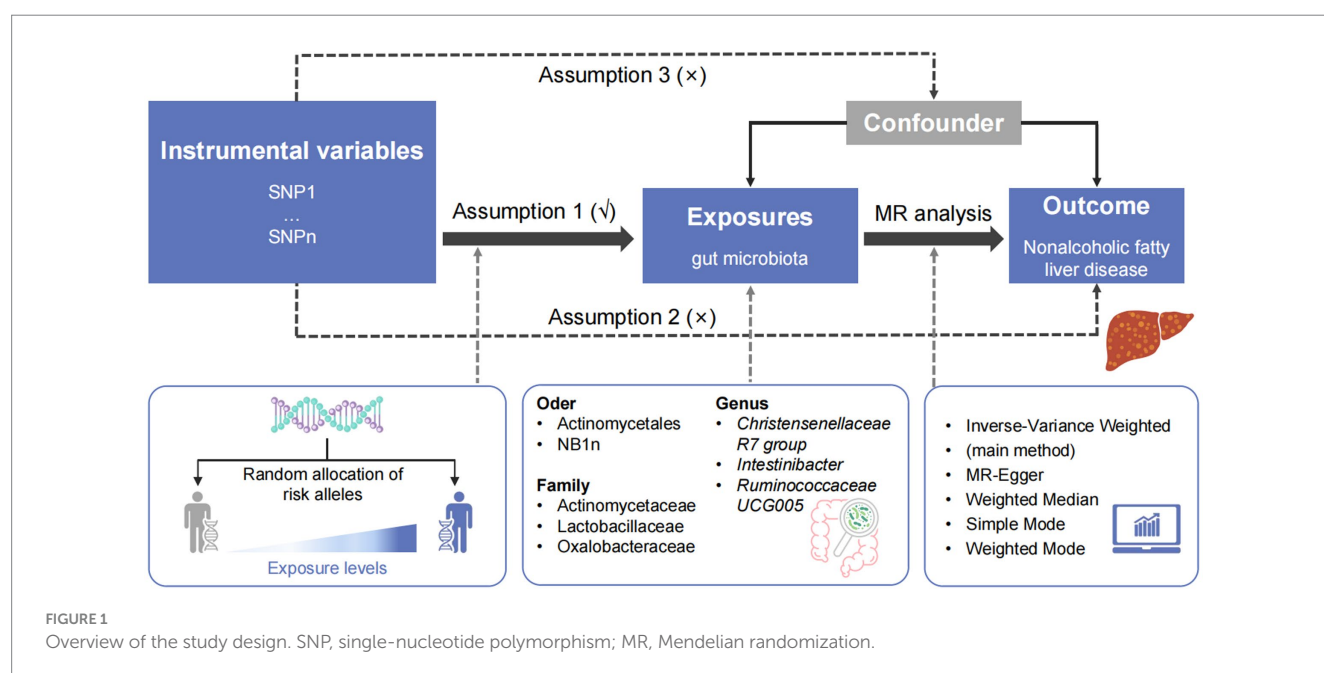 Assumption 3 (×)
Instrumental variables
SNP1
...
SNPn
Assumption 1 (√)
Confounder
Exposures
gut microbiota
MR analysis
Outcome
Nonalcoholic fatty
liver disease
Assumption 2 (×)
Random allocation of
risk alleles
Exposure levels
Oder
• Actinomycetales
• NB1n
Family
• Actinomycetaceae
• Lactobacillaceae
• Oxalobacteraceae
Genus
• Christensenellaceae
R7 group
• Intestinibacter
• Ruminococcaceae
UCG005
• Inverse-Variance Weighted
• (main method)
• MR-Egger
• Weighted Median
• Simple Mode
• Weighted Mode
FIGURE 1
Overview of the study design. SNP, single-nucleotide polymorphism; MR, Mendelian randomization.